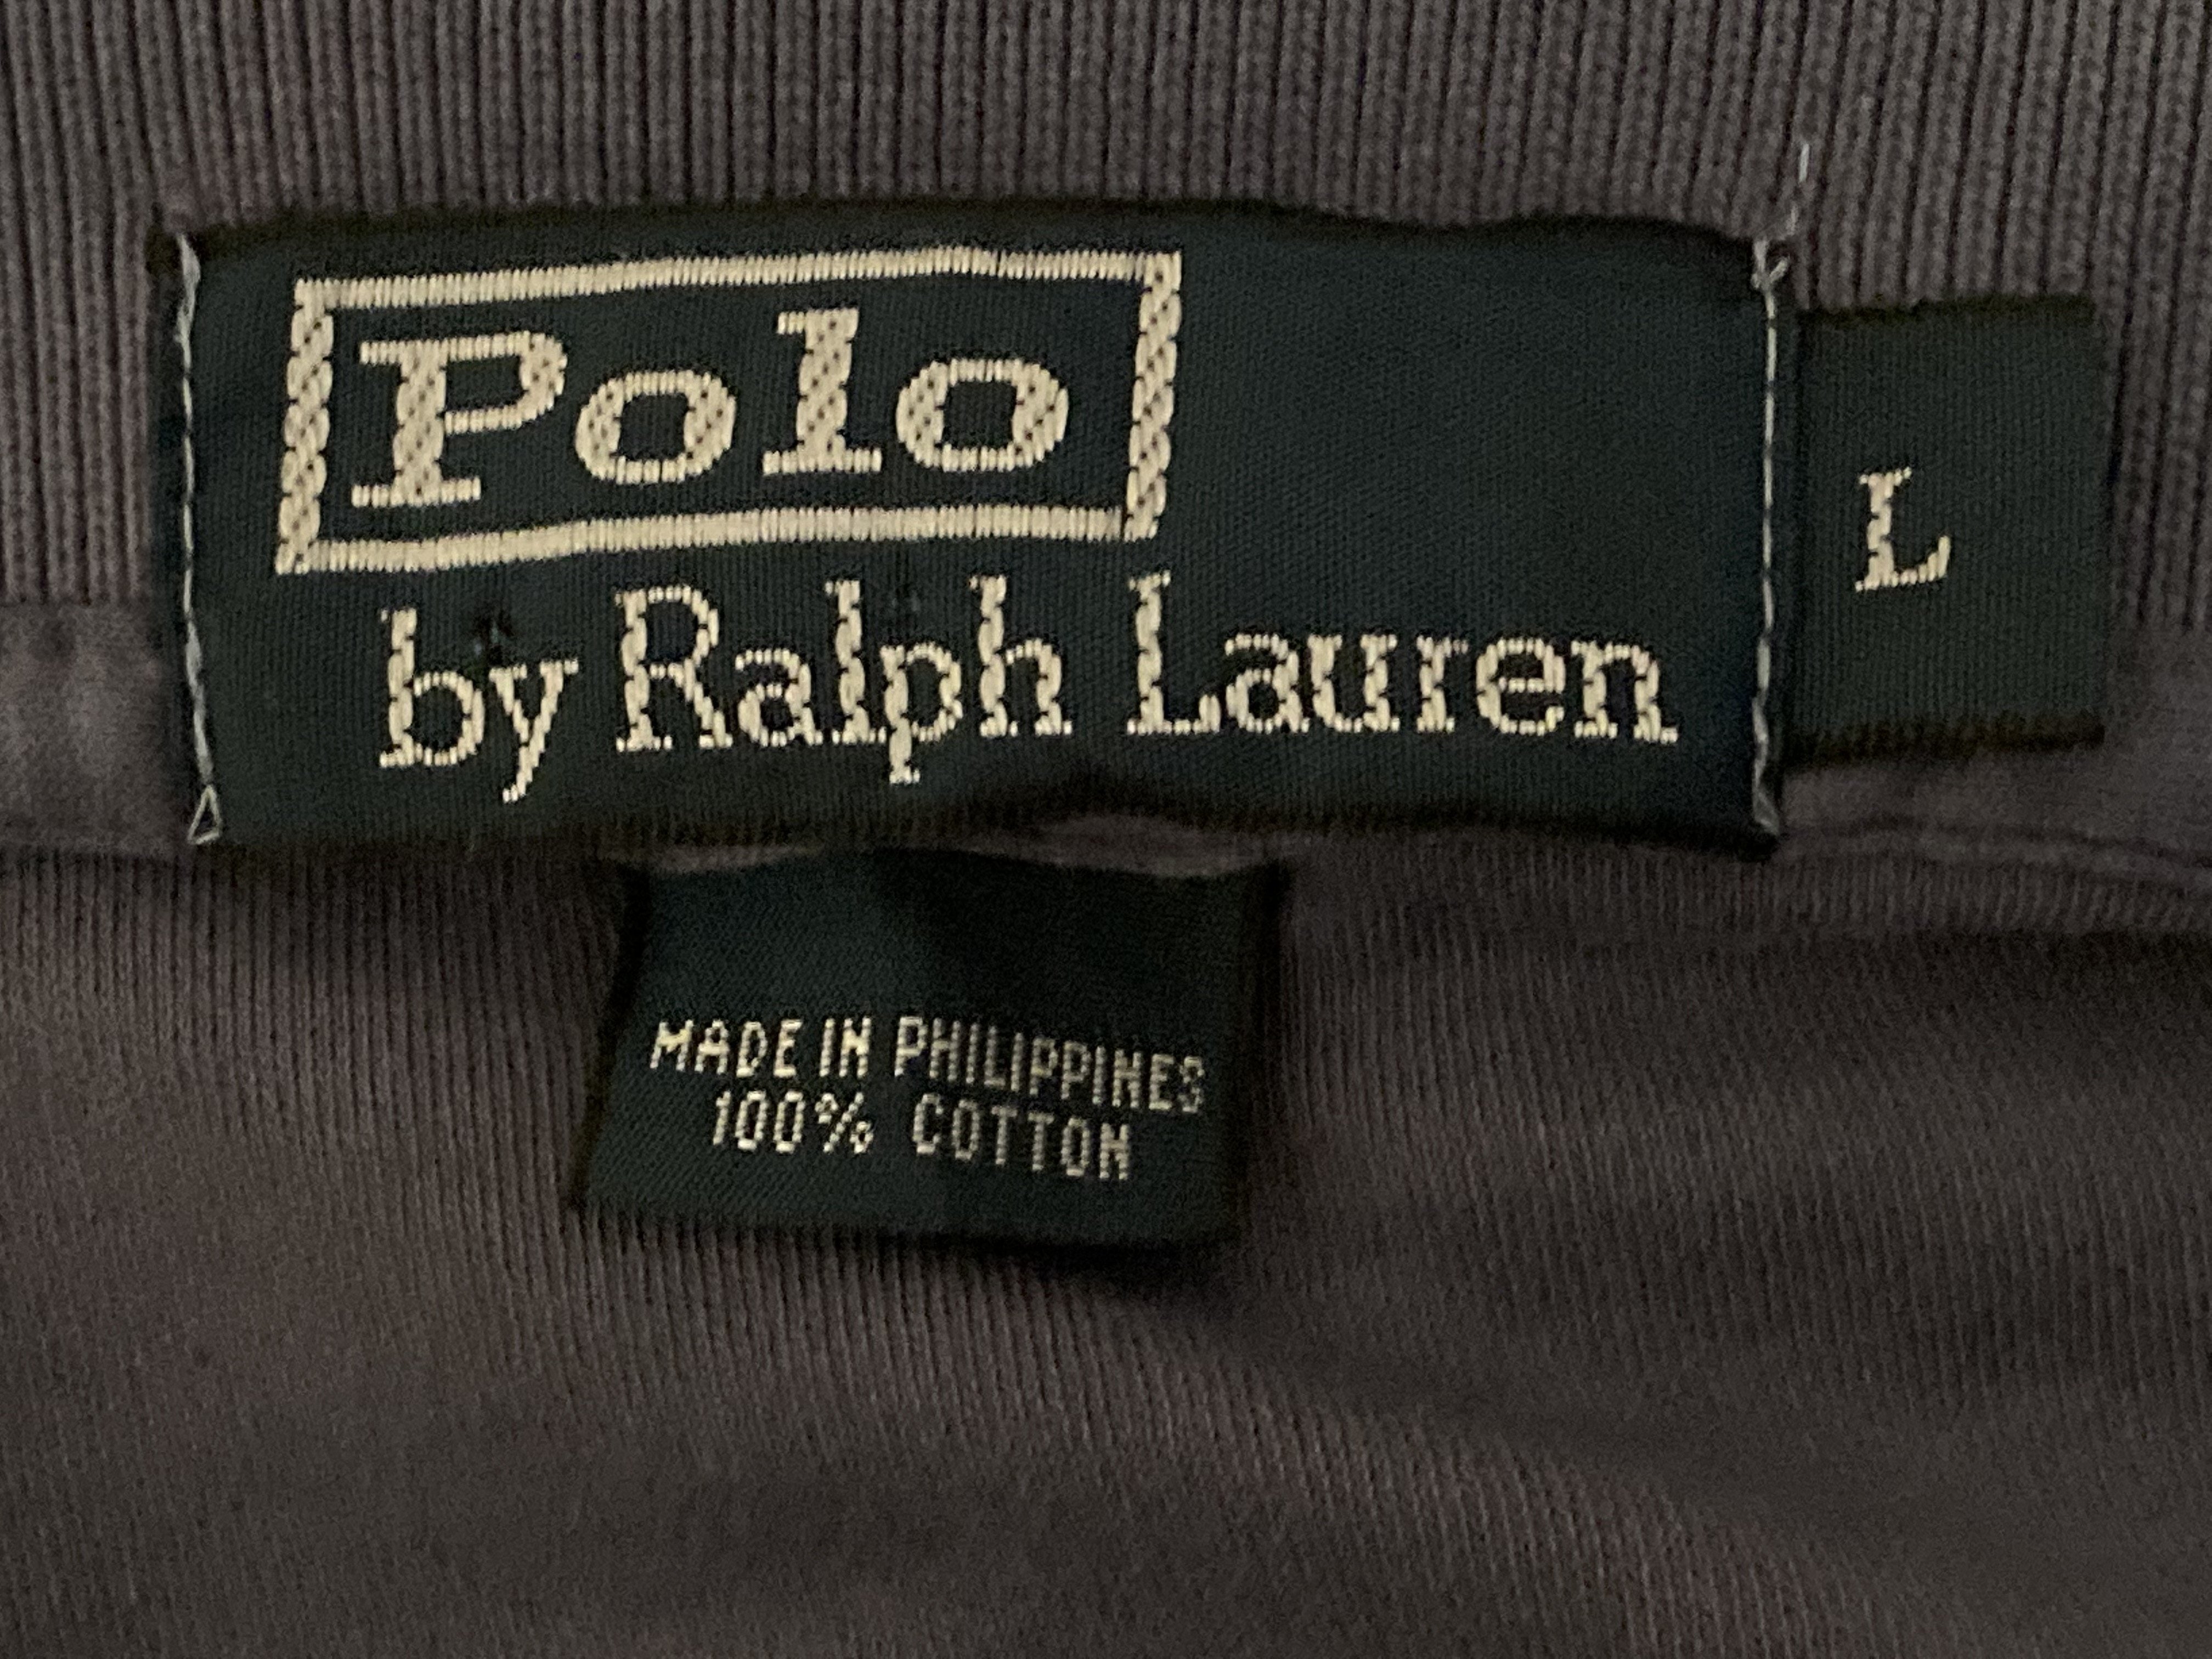 Polo
by Ralph Lauren
L
MADE IN PHILIPPINES
100% COTTON